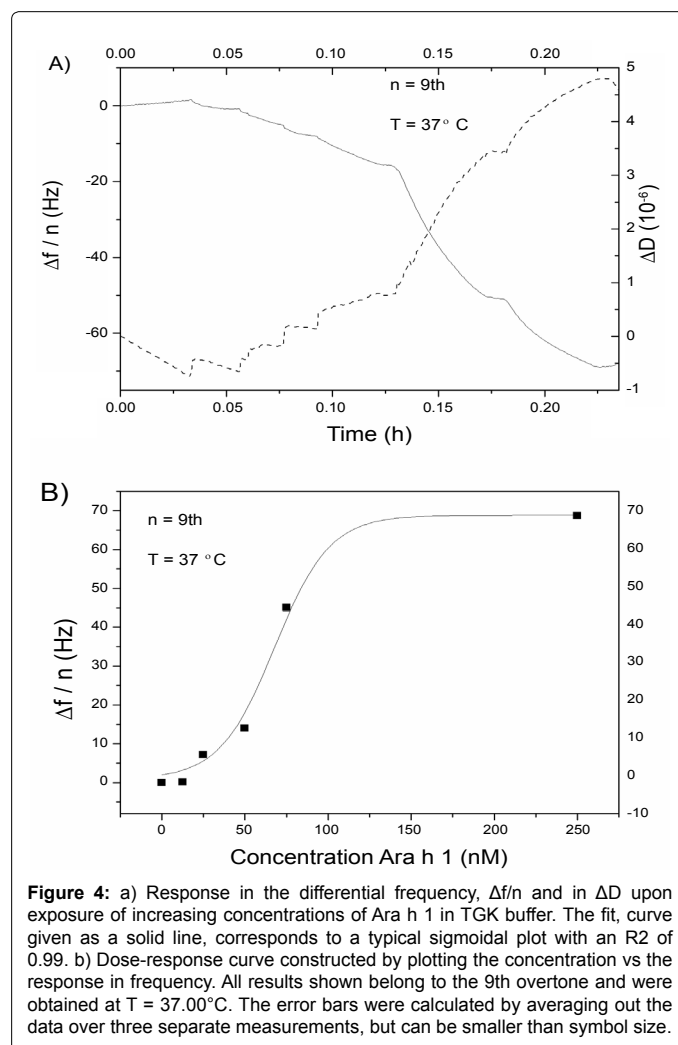 0.00 0.05 0.10 0.15 0.20
A)
n = 9th
T = 37° C
0
-20
-40
-60
Δf / n (Hz)
5
4
3
2
1
0
-1
ΔD (10-6)
0.00 0.05 0.10 0.15 0.20
Time (h)
B)
n = 9th
T = 37 °C
70
60
50
40
30
20
10
0
Δf / n (Hz)
70
60
50
40
30
20
10
0
-10
0 50 100 150 200 250
Concentration Ara h 1 (nM)
Figure 4: a) Response in the differential frequency, Δf/n and in ΔD upon
exposure of increasing concentrations of Ara h 1 in TGK buffer. The fit, curve
given as a solid line, corresponds to a typical sigmoidal plot with an R2 of
0.99. b) Dose-response curve constructed by plotting the concentration vs the
response in frequency. All results shown belong to the 9th overtone and were
obtained at T = 37.00°C. The error bars were calculated by averaging out the
data over three separate measurements, but can be smaller than symbol size.